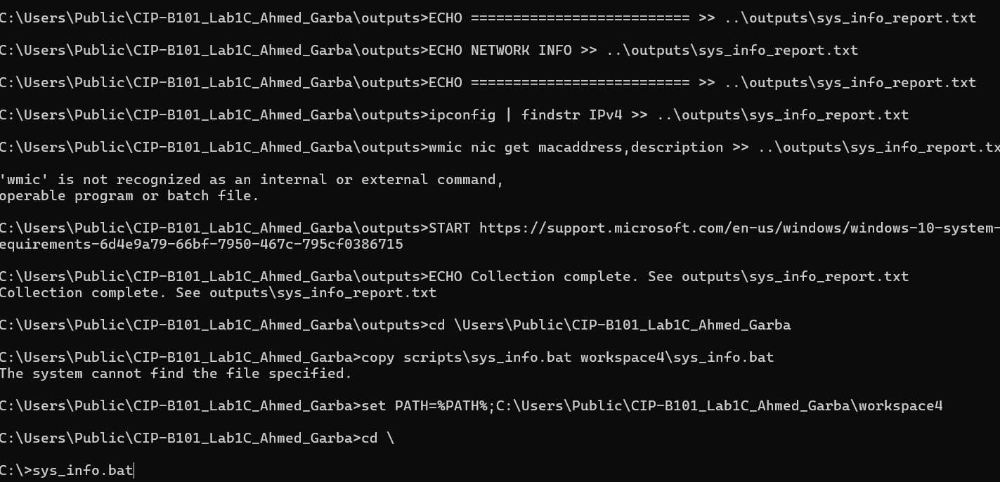 C:\Users\Public\CIP-B101_Lab1C_Ahmed_Garba\outputs>ECHO ========================== >> ..\outputs\sys_info_report.txt
C:\Users\Public\CIP-B101_Lab1C_Ahmed_Garba\outputs>ECHO NETWORK INFO >> ..\outputs\sys_info_report.txt
C:\Users\Public\CIP-B101_Lab1C_Ahmed_Garba\outputs>ECHO ========================== >> ..\outputs\sys_info_report.txt
C:\Users\Public\CIP-B101_Lab1C_Ahmed_Garba\outputs>ipconfig | findstr IPv4 >> ..\outputs\sys_info_report.txt
C:\Users\Public\CIP-B101_Lab1C_Ahmed_Garba\outputs>wmic nic get macaddress,description >> ..\outputs\sys_info_report.tx
'wmic' is not recognized as an internal or external command,
operable program or batch file.
C:\Users\Public\CIP-B101_Lab1C_Ahmed_Garba\outputs>START https://support.microsoft.com/en-us/windows/windows-10-system-
equirements-6d4e9a79-66bf-7950-467c-795cf0386715
C:\Users\Public\CIP-B101_Lab1C_Ahmed_Garba\outputs>ECHO Collection complete. See outputs\sys_info_report.txt
Collection complete. See outputs\sys_info_report.txt
C:\Users\Public\CIP-B101_Lab1C_Ahmed_Garba\outputs>cd \Users\Public\CIP-B101_Lab1C_Ahmed_Garba
C:\Users\Public\CIP-B101_Lab1C_Ahmed_Garba>copy scripts\sys_info.bat workspace4\sys_info.bat
The system cannot find the file specified.
C:\Users\Public\CIP-B101_Lab1C_Ahmed_Garba>set PATH=%PATH%;C:\Users\Public\CIP-B101_Lab1C_Ahmed_Garba\workspace4
C:\Users\Public\CIP-B101_Lab1C_Ahmed_Garba>cd \
C:\>sys_info.bat